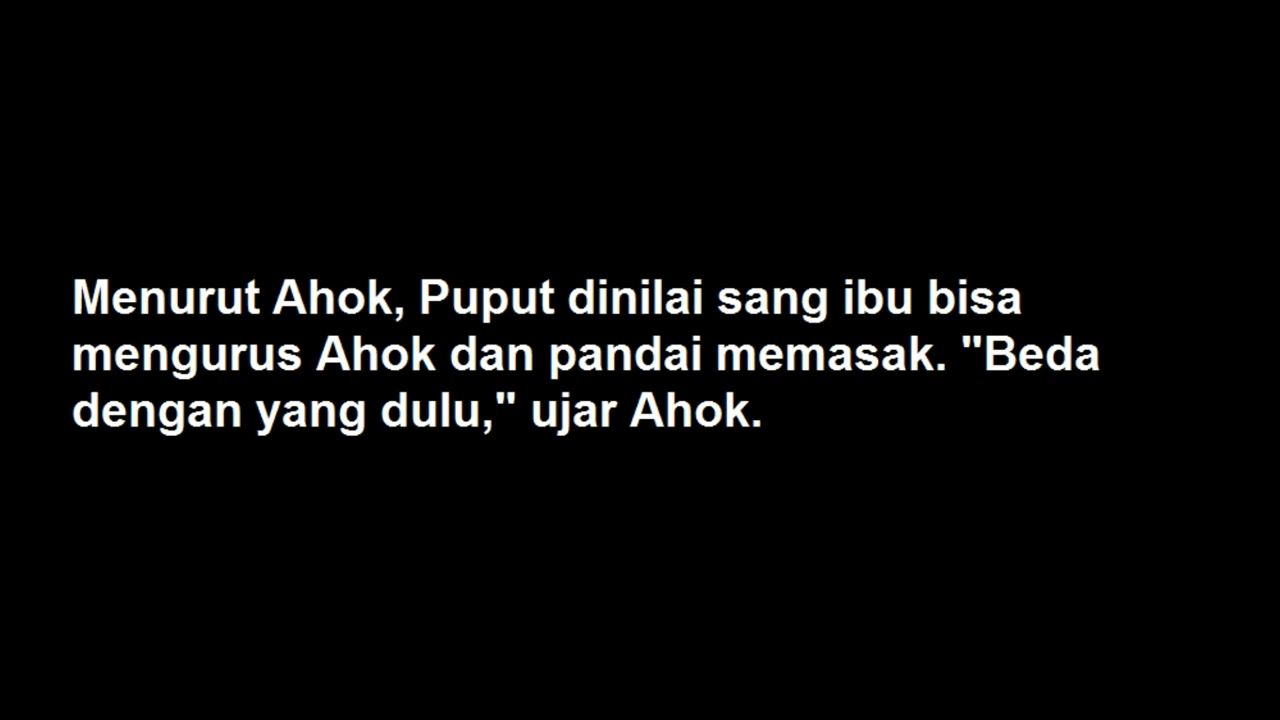 Menurut Ahok, Puput dinilai sang ibu bisa
mengurus Ahok dan pandai memasak. "Beda
dengan yang dulu," ujar Ahok.